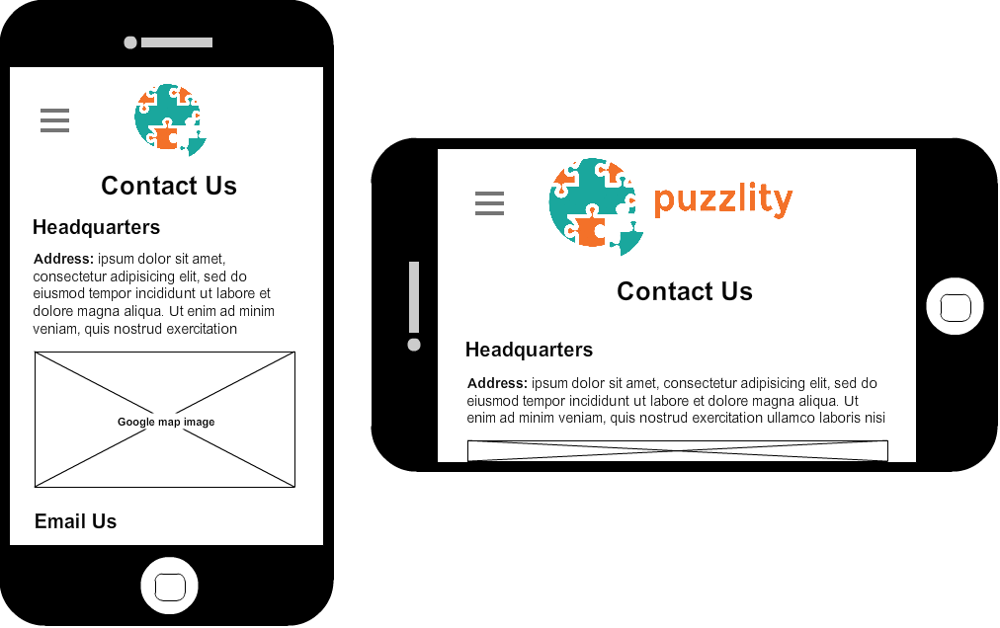 Contact Us
Headquarters
Address: ipsum dolor sit amet,
consectetur adipisicing elit, sed do
eiusmod tempor incididunt ut labore et
dolore magna aliqua. Ut enim ad minim
veniam, quis nostrud exercitation
Google map image
Email Us
puzzlity
Contact Us
Headquarters
Address: ipsum dolor sit amet, consectetur adipisicing elit, sed do
eiusmod tempor incididunt ut labore et dolore magna aliqua. Ut
enim ad minim veniam, quis nostrud exercitation ullamco laboris nisi